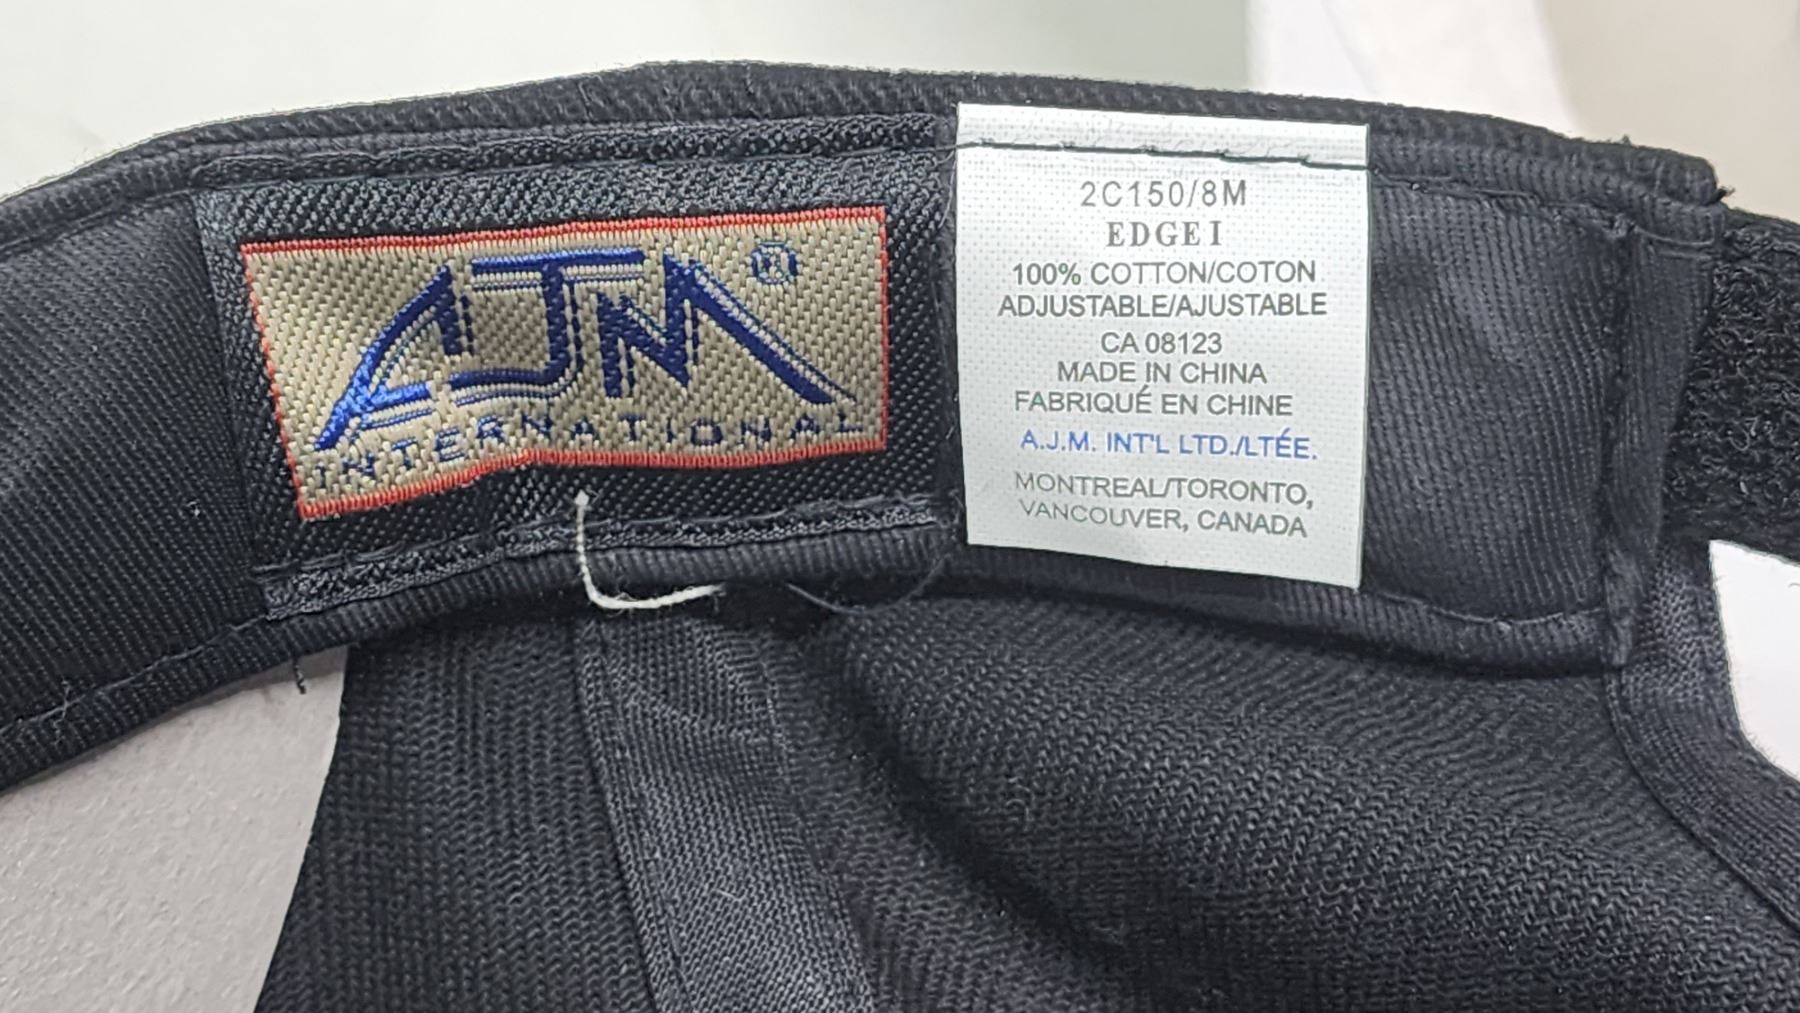 AJM®
INTERNATIONAL
2C150/8M
EDGE I
100% COTTON/COTON
ADJUSTABLE/AJUSTABLE
CA 08123
MADE IN CHINA
FABRIQUÉ EN CHINE
A.J.M. INT'L LTD./LTÉE.
MONTREAL/TORONTO,
VANCOUVER, CANADA